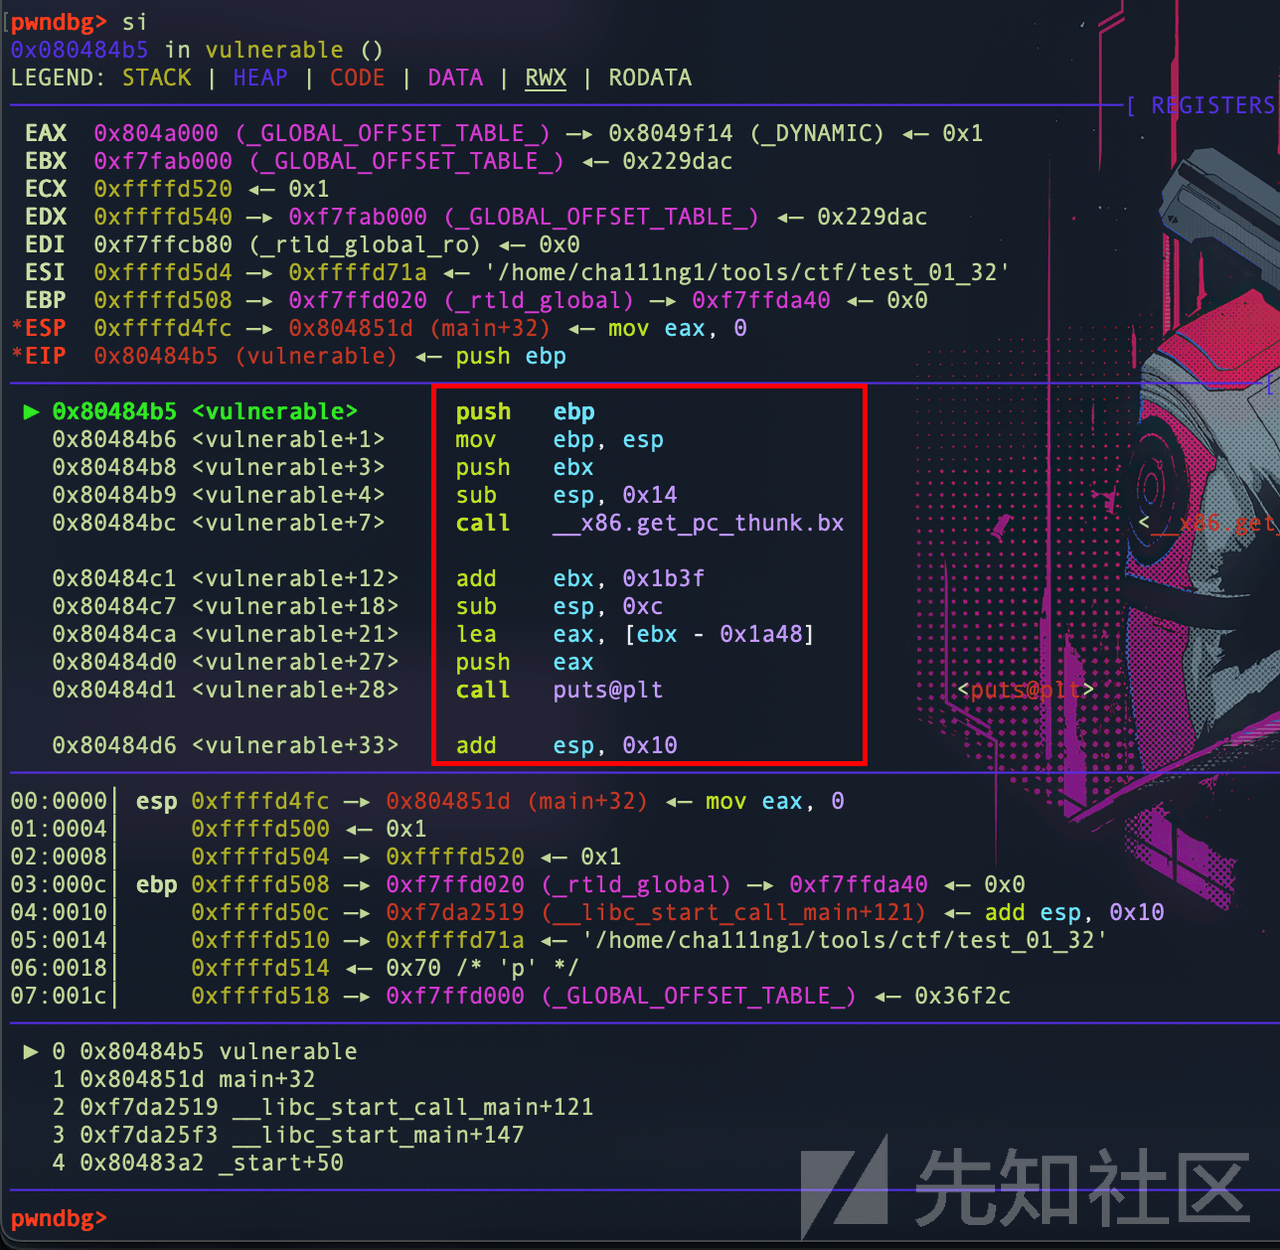 pwndbg> si
0x080484b5 in vulnerable ()
LEGEND: STACK | HEAP | CODE | DATA | RWX | RODATA
[ REGISTERS
EAX  0x804a000 (_GLOBAL_OFFSET_TABLE_) —▸ 0x8049f14 (_DYNAMIC) ◂— 0x1
EBX  0xf7fab000 (_GLOBAL_OFFSET_TABLE_) ◂— 0x229dac
ECX  0xffffd520 ◂— 0x1
EDX  0xffffd540 —▸ 0xf7fab000 (_GLOBAL_OFFSET_TABLE_) ◂— 0x229dac
EDI  0xf7ffcb80 (_rtld_global_ro) ◂— 0x0
ESI  0xffffd5d4 —▸ 0xffffd71a ◂— '/home/cha111ng1/tools/ctf/test_01_32'
EBP  0xffffd508 —▸ 0xf7ffd020 (_rtld_global) —▸ 0xf7ffda40 ◂— 0x0
*ESP  0xffffd4fc —▸ 0x804851d (main+32) ◂— mov eax, 0
*EIP  0x80484b5 (vulnerable) ◂— push ebp
[
► 0x80484b5 <vulnerable>       push   ebp
0x80484b6 <vulnerable+1>     mov    ebp, esp
0x80484b8 <vulnerable+3>     push   ebx
0x80484b9 <vulnerable+4>     sub    esp, 0x14
0x80484bc <vulnerable+7>     call   __x86.get_pc_thunk.bx                     <__x86.get_
0x80484c1 <vulnerable+12>    add    ebx, 0x1b3f
0x80484c7 <vulnerable+18>    sub    esp, 0xc
0x80484ca <vulnerable+21>    lea    eax, [ebx - 0x1a48]
0x80484d0 <vulnerable+27>    push   eax
0x80484d1 <vulnerable+28>    call   puts@plt                     <puts@plt>
0x80484d6 <vulnerable+33>    add    esp, 0x10
00:0000│ esp 0xffffd4fc —▸ 0x804851d (main+32) ◂— mov eax, 0
01:0004│     0xffffd500 ◂— 0x1
02:0008│     0xffffd504 —▸ 0xffffd520 ◂— 0x1
03:000c│ ebp 0xffffd508 —▸ 0xf7ffd020 (_rtld_global) —▸ 0xf7ffda40 ◂— 0x0
04:0010│     0xffffd50c —▸ 0xf7da2519 (__libc_start_call_main+121) ◂— add esp, 0x10
05:0014│     0xffffd510 —▸ 0xffffd71a ◂— '/home/cha111ng1/tools/ctf/test_01_32'
06:0018│     0xffffd514 ◂— 0x70 /* 'p' */
07:001c│     0xffffd518 —▸ 0xf7ffd000 (_GLOBAL_OFFSET_TABLE_) ◂— 0x36f2c
► 0 0x80484b5 vulnerable
1 0x804851d main+32
2 0xf7da2519 __libc_start_call_main+121
3 0xf7da25f3 __libc_start_main+147
4 0x80483a2 _start+50
pwndbg>
先知社区